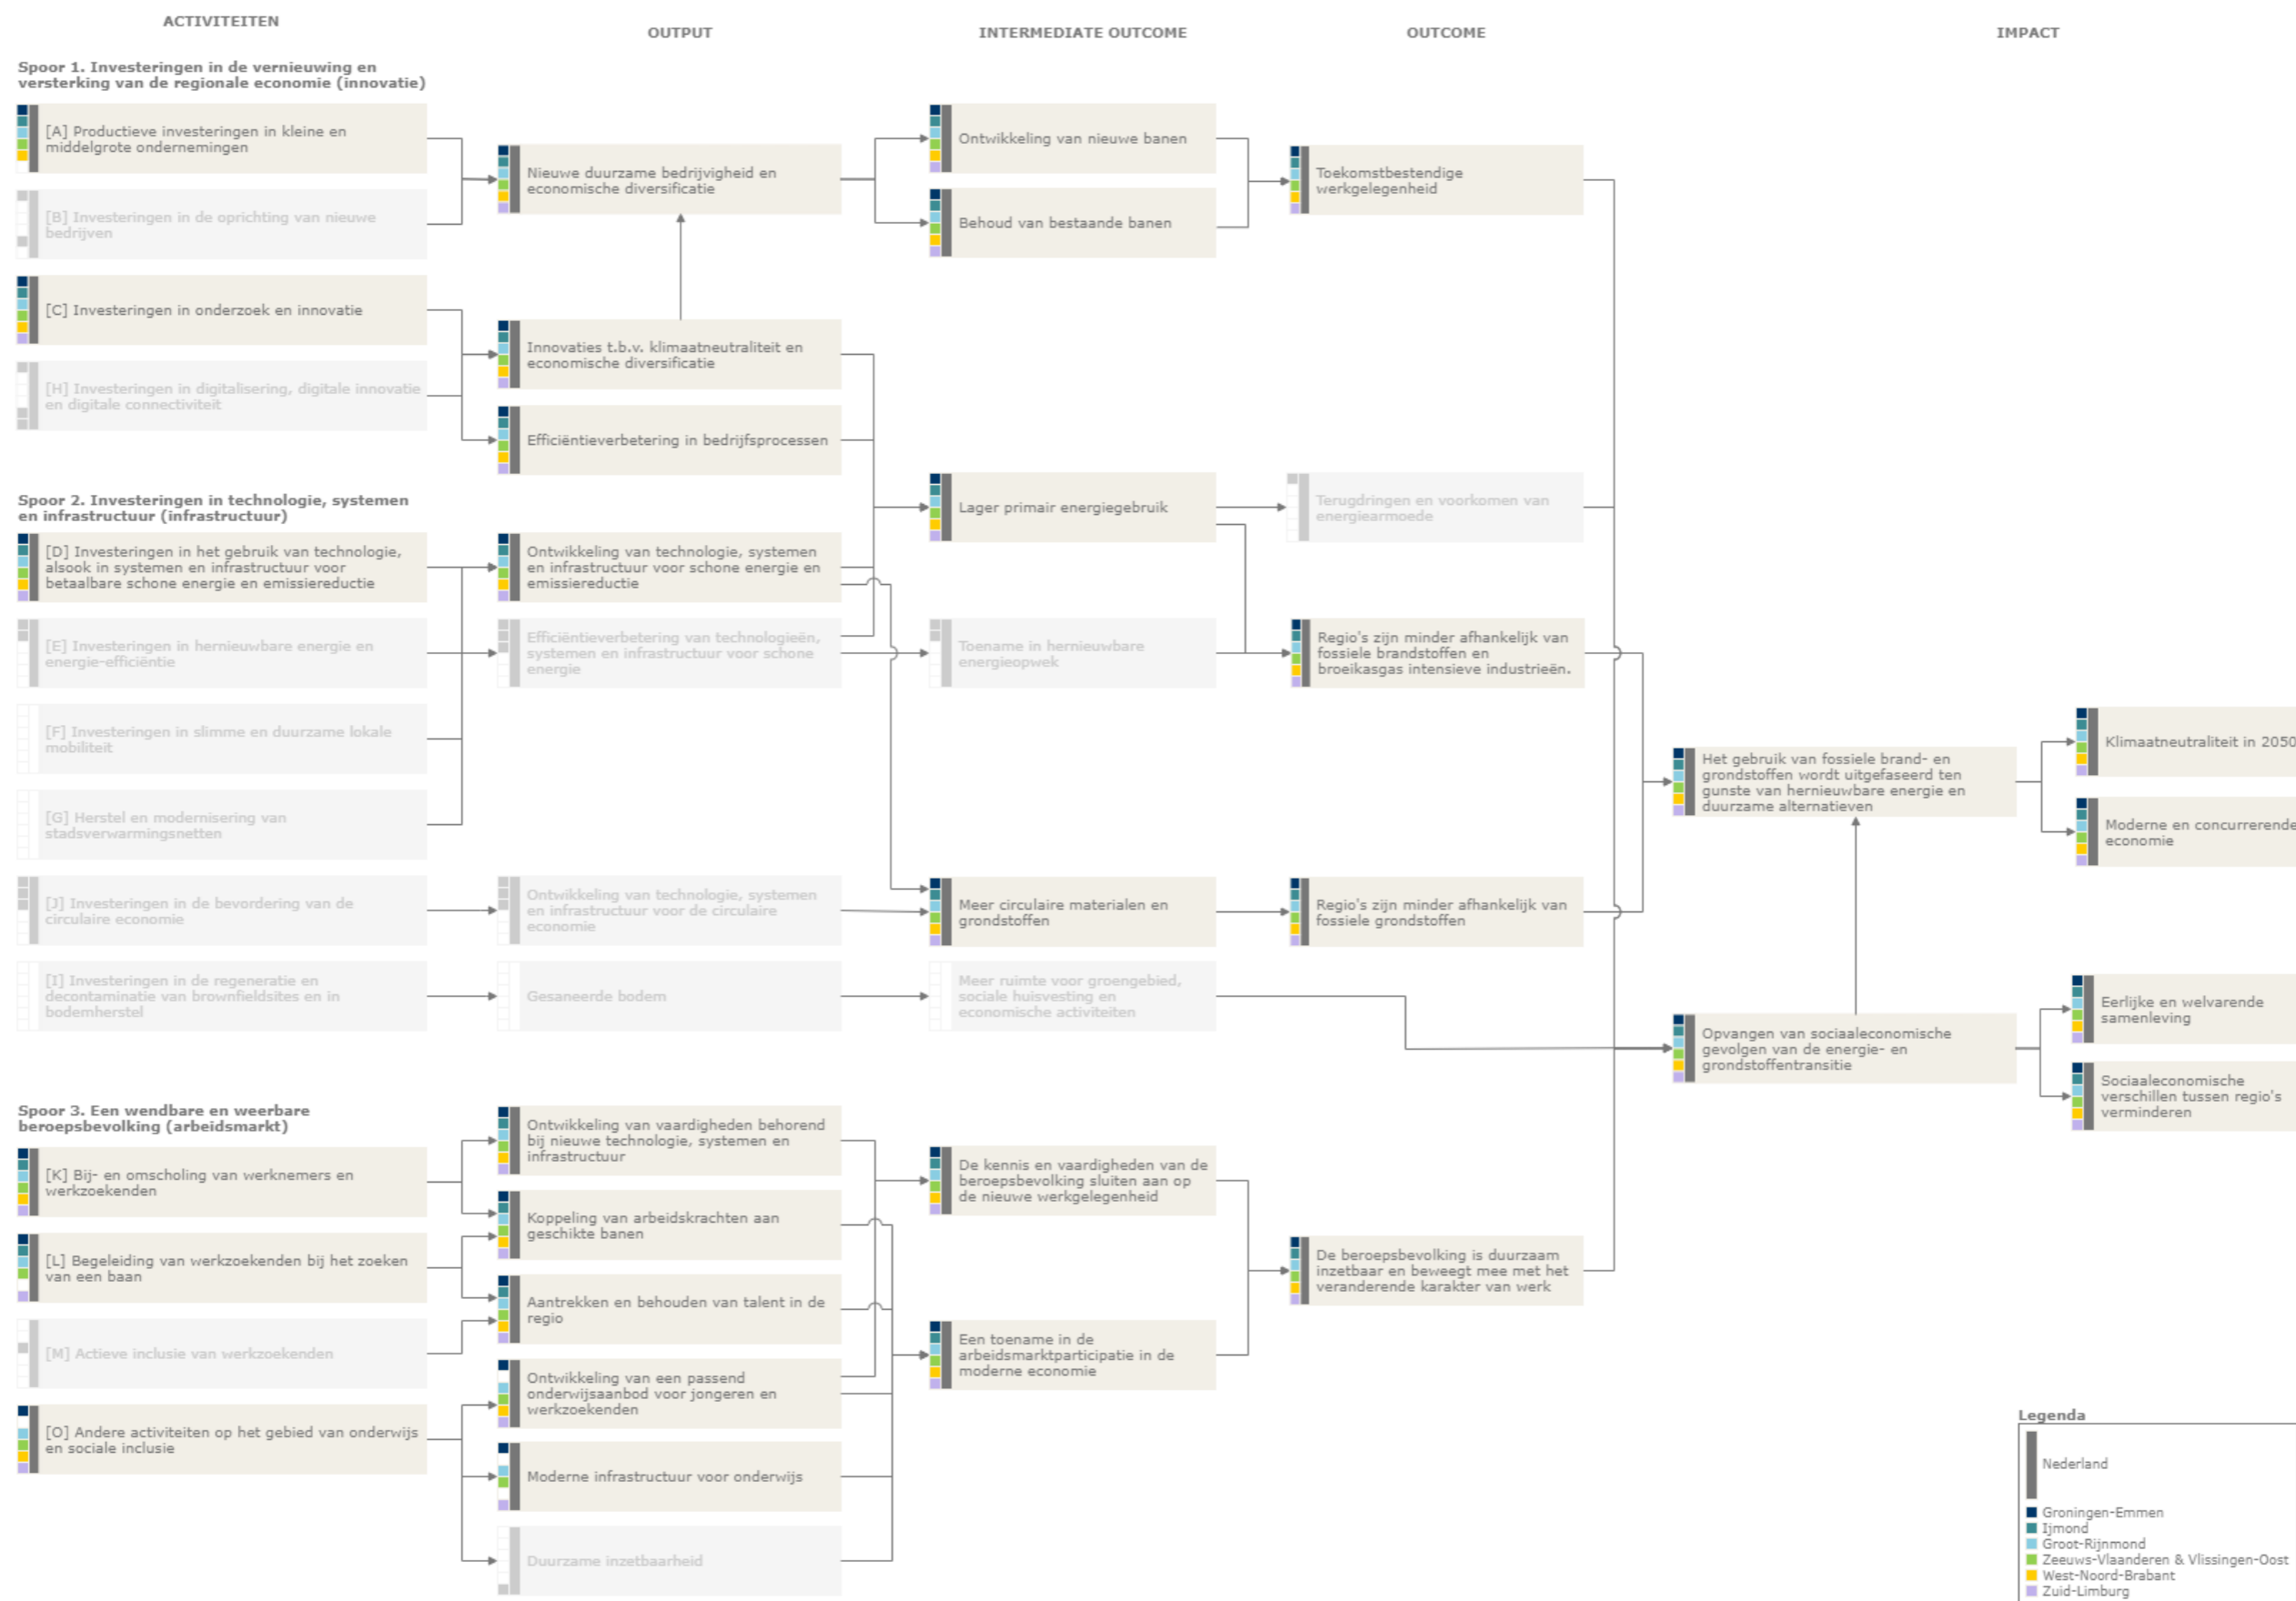 ACTIVITEITEN
OUTPUT
INTERMEDIATE OUTCOME
OUTCOME
IMPACT
Spoor 1. Investeringen in de vernieuwing en
versterking van de regionale economie (innovatie)
[A] Productieve investeringen in kleine en
middelgrote ondernemingen
[B] Investeringen in de oprichting van nieuwe
bedrijven
[C] Investeringen in onderzoek en innovatie
[H] Investeringen in digitalisering, digitale innovatie
en digitale connectiviteit
Spoor 2. Investeringen in technologie, systemen
en infrastructuur (infrastructuur)
[D] Investeringen in het gebruik van technologie,
alsook in systemen en infrastructuur voor
betaalbare schone energie en emissiereductie
[E] Investeringen in hernieuwbare energie en
energie-efficiëntie
[F] Investeringen in slimme en duurzame lokale
mobiliteit
[G] Herstel en modernisering van
stadsverwarmingsnetten
[J] Investeringen in de bevordering van de
circulaire economie
[I] Investeringen in de regeneratie en
decontaminatie van brownfieldsites en in
bodemherstel
Spoor 3. Een wendbare en weerbare
beroepsbevolking (arbeidsmarkt)
[K] Bij- en omscholing van werknemers en
werkzoekenden
[L] Begeleiding van werkzoekenden bij het zoeken
van een baan
[M] Actieve inclusie van werkzoekenden
[O] Andere activiteiten op het gebied van onderwijs
en sociale inclusie
Nieuwe duurzame bedrijvigheid en
economische diversificatie
Innovaties t.b.v. klimaatneutraliteit en
economische diversificatie
Efficiëntieverbetering in bedrijfsprocessen
Ontwikkeling van technologie, systemen
en infrastructuur voor schone energie en
emissiereductie
Efficiëntieverbetering van technologieën,
systemen en infrastructuur voor schone
energie
Ontwikkeling van technologie, systemen
en infrastructuur voor de circulaire
economie
Gesaneerde bodem
Ontwikkeling van vaardigheden behorend
bij nieuwe technologie, systemen en
infrastructuur
Koppeling van arbeidskrachten aan
geschikte banen
Aantrekken en behouden van talent in de
regio
Ontwikkeling van een passend
onderwijsaanbod voor jongeren en
werkzoekenden
Moderne infrastructuur voor onderwijs
Duurzame inzetbaarheid
Ontwikkeling van nieuwe banen
Behoud van bestaande banen
Lager primair energiegebruik
Toename in hernieuwbare
energieopwek
Meer circulaire materialen en
grondstoffen
Meer ruimte voor groengebied,
sociale huisvesting en
economische activiteiten
De kennis en vaardigheden van de
beroepsbevolking sluiten aan op
de nieuwe werkgelegenheid
Een toename in de
arbeidsmarktparticipatie in de
moderne economie
Toekomstbestendige
werkgelegenheid
Terugdringen en voorkomen van
energiearmoede
Regio's zijn minder afhankelijk van
fossiele brandstoffen en
broeikasgas intensieve industrieën.
Regio's zijn minder afhankelijk van
fossiele grondstoffen
De beroepsbevolking is duurzaam
inzetbaar en beweegt mee met het
veranderende karakter van werk
Het gebruik van fossiele brand- en
grondstoffen wordt uitgefaseerd ten
gunste van hernieuwbare energie en
duurzame alternatieven
Opvangen van sociaaleconomische
gevolgen van de energie- en
grondstoffentransitie
Klimaatneutraliteit in 2050
Moderne en concurrerende
economie
Eerlijke en welvarende
samenleving
Sociaaleconomische
verschillen tussen regio's
verminderen
Legenda
Nederland
Groningen-Emmen
Ijmond
Groot-Rijnmond
Zeeuws-Vlaanderen & Vlissingen-Oost
West-Noord-Brabant
Zuid-Limburg